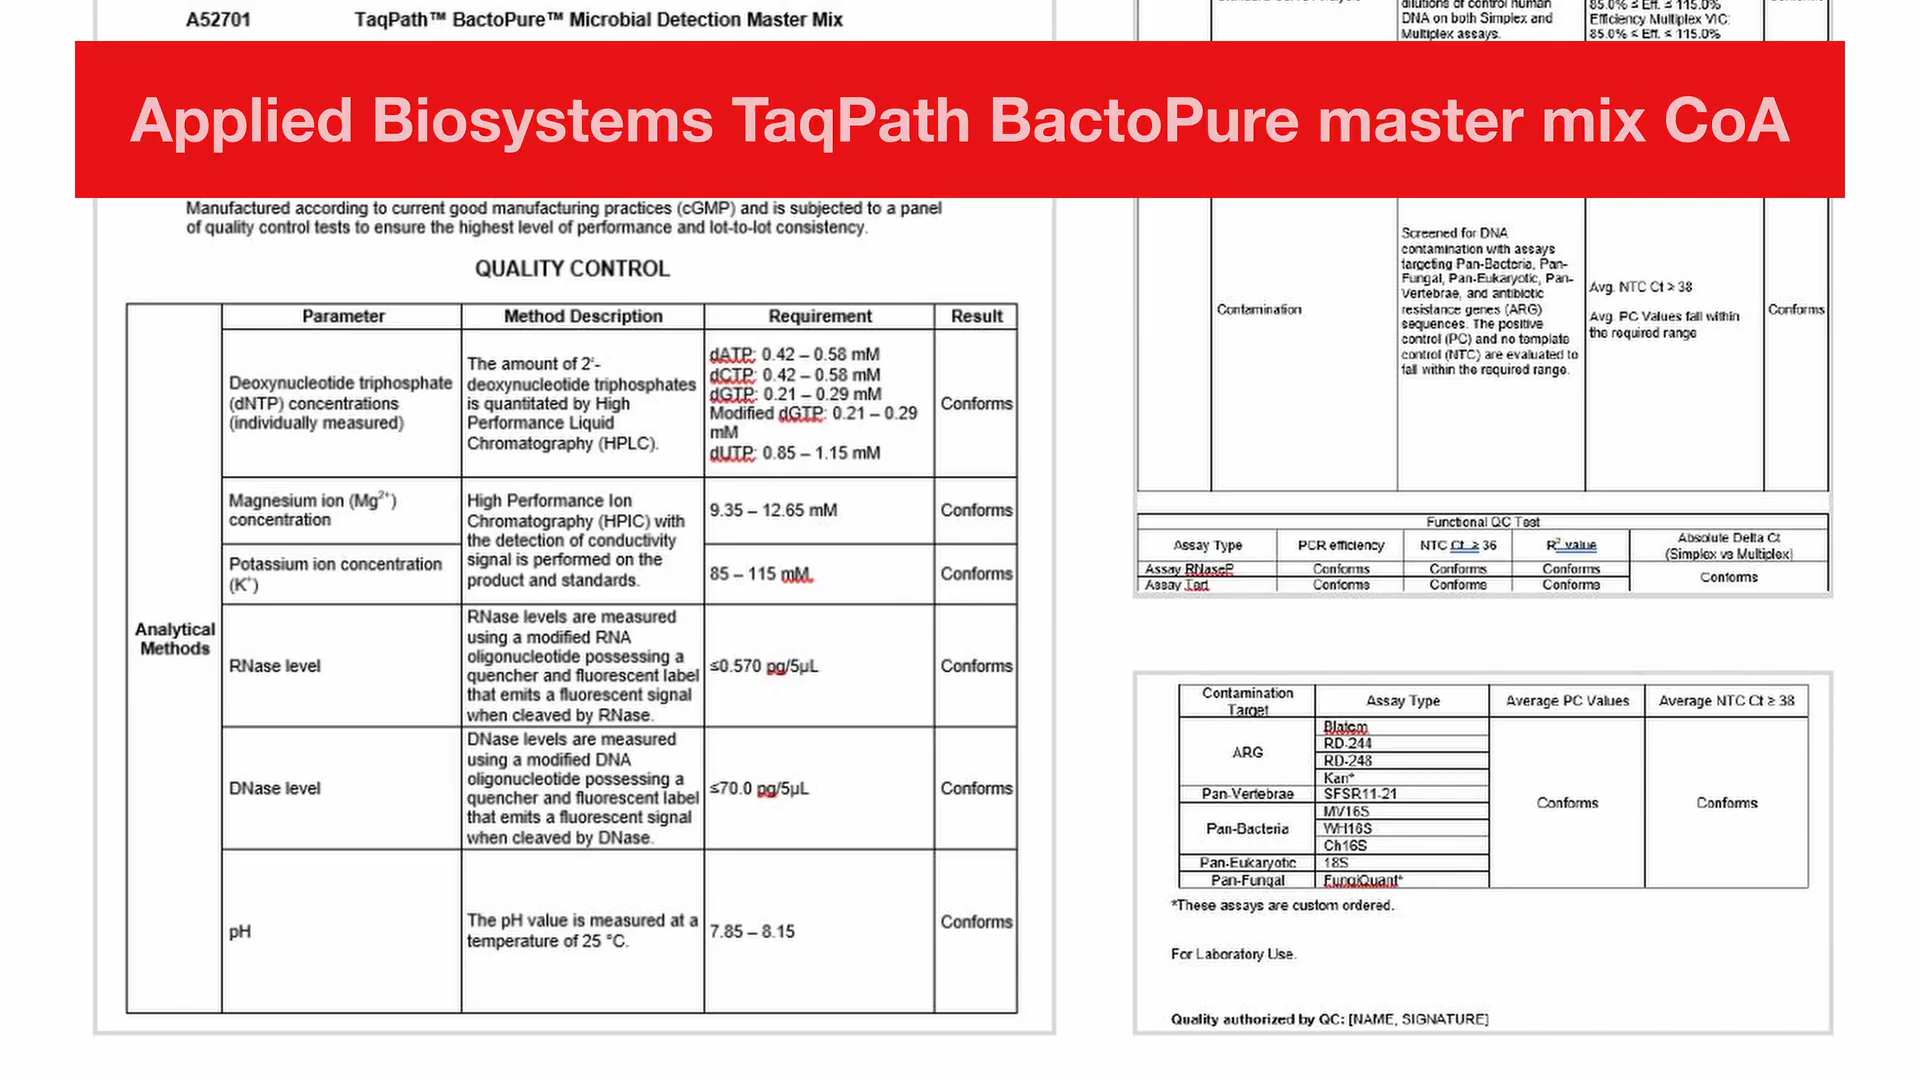 A52701 TaqPath™ BactoPure™ Microbial Detection Master Mix
Applied Biosystems TaqPath BactoPure master mix CoA
Manufactured according to current good manufacturing practices (cGMP) and is subjected to a panel
of quality control tests to ensure the highest level of performance and lot-to-lot consistency.
QUALITY CONTROL
Parameter Method Description Requirement Result
Analytical
Methods
Deoxynucleotide triphosphate
(dNTP) concentrations
(individually measured)
The amount of 2'-
deoxynucleotide triphosphates
is quantitated by High
Performance Liquid
Chromatography (HPLC).
dATP: 0.42 – 0.58 mM
dCTP: 0.42 – 0.58 mM
dGTP: 0.21 – 0.29 mM
Modified dGTP: 0.21 – 0.29
mM
dUTP: 0.85 – 1.15 mM
Conforms
Magnesium ion (Mg²⁺)
concentration
High Performance Ion
Chromatography (HPIC) with
the detection of conductivity
signal is performed on the
product and standards.
9.35 – 12.65 mM
Conforms
Potassium ion concentration
(K⁺)
85 – 115 mM.
Conforms
RNase level
RNase levels are measured
using a modified RNA
oligonucleotide possessing a
quencher and fluorescent label
that emits a fluorescent signal
when cleaved by RNase.
≤0.570 pg/5µL
Conforms
DNase level
DNase levels are measured
using a modified DNA
oligonucleotide possessing a
quencher and fluorescent label
that emits a fluorescent signal
when cleaved by DNase.
≤70.0 pg/5µL
Conforms
pH
The pH value is measured at a
temperature of 25 °C.
7.85 – 8.15
Conforms
dilutions of control human
DNA on both Simplex and
Multiplex assays.
85.0% ≤ Eff. ≤ 115.0%
Efficiency Multiplex VIC:
85.0% ≤ Eff. ≤ 115.0%
Contamination
Screened for DNA
contamination with assays
targeting Pan-Bacteria, Pan-
Fungal, Pan-Eukaryotic, Pan-
Vertebrae, and antibiotic
resistance genes (ARG)
sequences. The positive
control (PC) and no template
control (NTC) are evaluated to
fall within the required range.
Avg. NTC Ct > 38
Avg. PC Values fall within
the required range
Conforms
Functional QC Test
Assay Type PCR efficiency NTC Ct ≥ 36 R² value Absolute Delta Ct
(Simplex vs Multiplex)
Assay RNaseP Conforms Conforms Conforms Conforms
Assay Tert Conforms Conforms Conforms
Contamination
Target
Assay Type Average PC Values Average NTC Ct ≥ 38
ARG
Blatem
RD-244
RD-248
Kan*
Pan-Vertebrae SFSR11-21
Pan-Bacteria
MV16S
WH16S
Ch16S
Pan-Eukaryotic 18S
Pan-Fungal FungiQuant*
Conforms Conforms
*These assays are custom ordered.
For Laboratory Use.
Quality authorized by QC: [NAME, SIGNATURE]